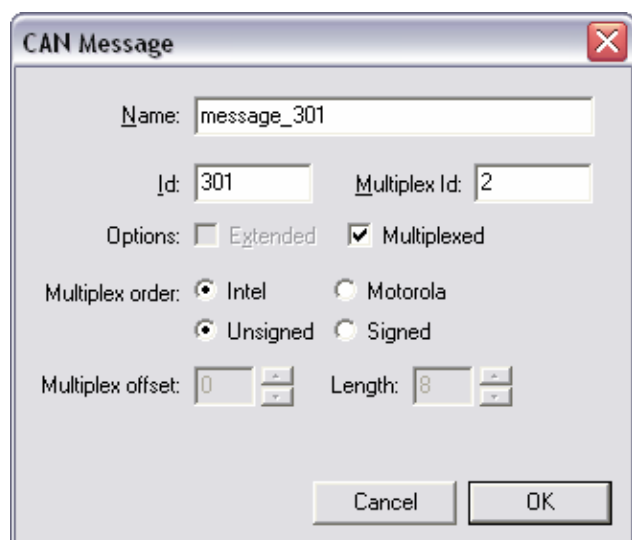 CAN Message
Name: message_301
Id: 301 Multiplex Id: 2
Options: Extended Multiplexed
Multiplex order: Intel Motorola
Unsigned Signed
Multiplex offset: 0 Length: 8
Cancel OK